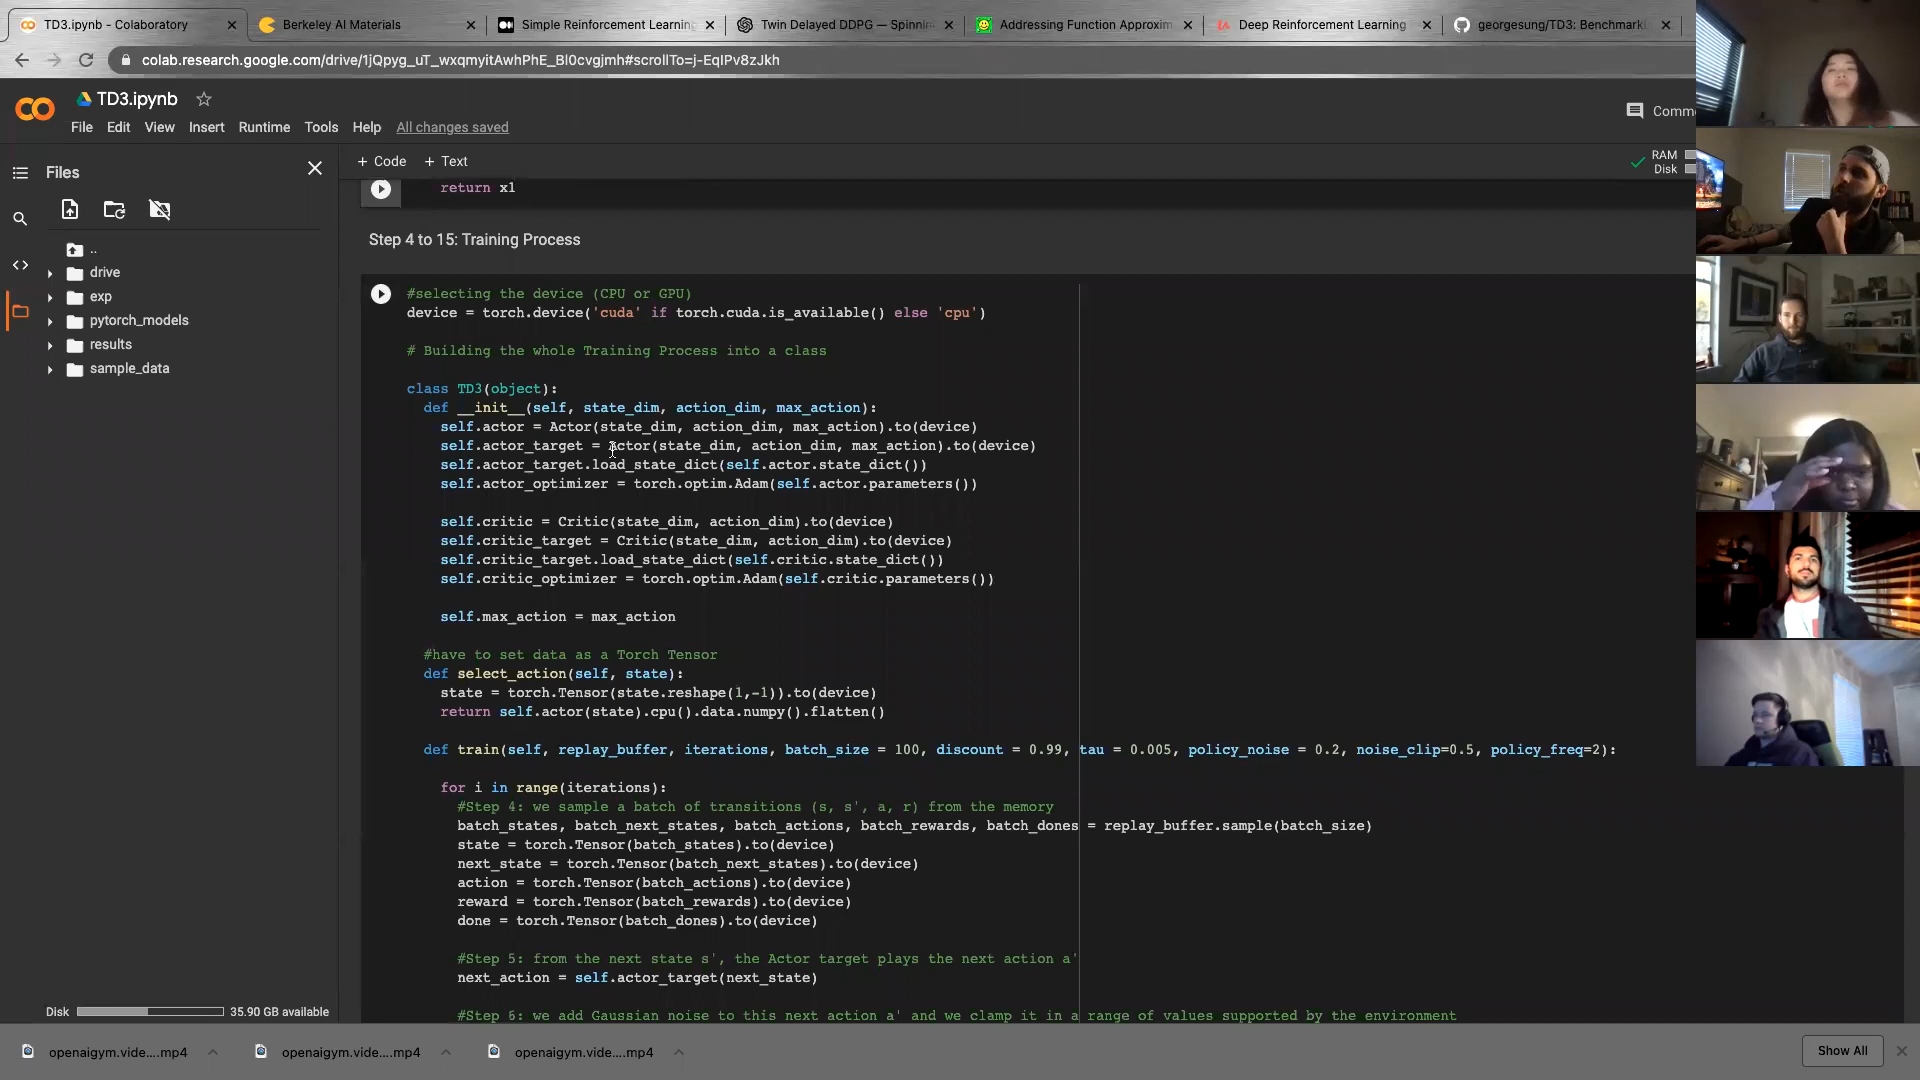 TD3.ipynb - Colaboratory
Berkeley AI Materials
Simple Reinforcement Learning
Twin Delayed DDPG — Spinnin
Addressing Function Approxim
Deep Reinforcement Learning
georgesung/TD3: Benchmark
colab.research.google.com/drive/1jQpyg_uT_wxqmyitAwhPhE_Bl0cvgjmh#scrollTo=j-EqIPv8zJkh
TD3.ipynb
File Edit View Insert Runtime Tools Help All changes saved
Comm
Files
+ Code + Text
RAM
Disk
..
drive
exp
pytorch_models
results
sample_data
return x1
Step 4 to 15: Training Process
#selecting the device (CPU or GPU)
device = torch.device('cuda' if torch.cuda.is_available() else 'cpu')
# Building the whole Training Process into a class
class TD3(object):
def __init__(self, state_dim, action_dim, max_action):
self.actor = Actor(state_dim, action_dim, max_action).to(device)
self.actor_target = Actor(state_dim, action_dim, max_action).to(device)
self.actor_target.load_state_dict(self.actor.state_dict())
self.actor_optimizer = torch.optim.Adam(self.actor.parameters())
self.critic = Critic(state_dim, action_dim).to(device)
self.critic_target = Critic(state_dim, action_dim).to(device)
self.critic_target.load_state_dict(self.critic.state_dict())
self.critic_optimizer = torch.optim.Adam(self.critic.parameters())
self.max_action = max_action
#have to set data as a Torch Tensor
def select_action(self, state):
state = torch.Tensor(state.reshape(1,-1)).to(device)
return self.actor(state).cpu().data.numpy().flatten()
def train(self, replay_buffer, iterations, batch_size = 100, discount = 0.99, tau = 0.005, policy_noise = 0.2, noise_clip=0.5, policy_freq=2):
for i in range(iterations):
#Step 4: we sample a batch of transitions (s, s', a, r) from the memory
batch_states, batch_next_states, batch_actions, batch_rewards, batch_dones = replay_buffer.sample(batch_size)
state = torch.Tensor(batch_states).to(device)
next_state = torch.Tensor(batch_next_states).to(device)
action = torch.Tensor(batch_actions).to(device)
reward = torch.Tensor(batch_rewards).to(device)
done = torch.Tensor(batch_dones).to(device)
#Step 5: from the next state s', the Actor target plays the next action a'
next_action = self.actor_target(next_state)
#Step 6: we add Gaussian noise to this next action a' and we clamp it in a range of values supported by the environment
Disk 35.90 GB available
openaigym.vide....mp4
openaigym.vide....mp4
openaigym.vide....mp4
Show All